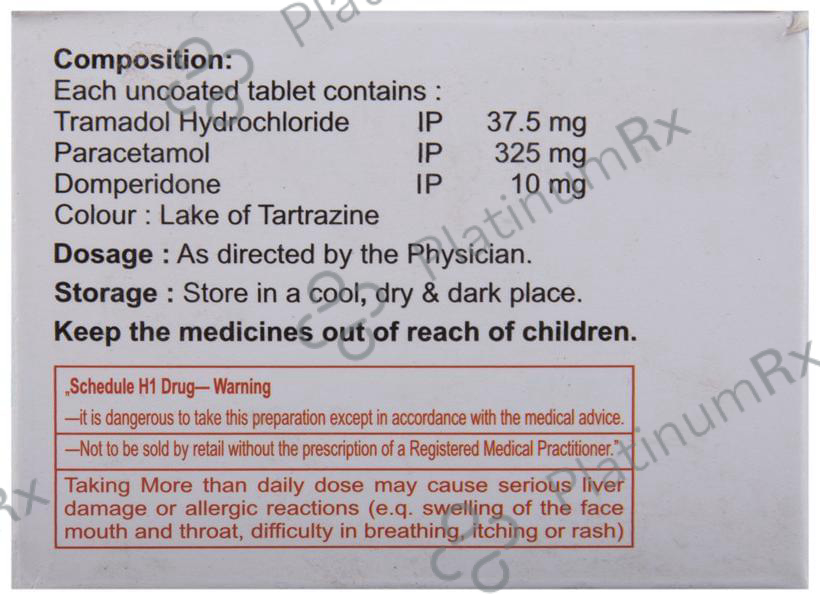 Composition:
Each uncoated tablet contains :
Tramadol Hydrochloride IP 37.5 mg
Paracetamol IP 325 mg
Domperidone IP 10 mg
Colour : Lake of Tartrazine
Dosage : As directed by the Physician.
Storage : Store in a cool, dry & dark place.
Keep the medicines out of reach of children.
„Schedule H1 Drug— Warning
—it is dangerous to take this preparation except in accordance with the medical advice.
—Not to be sold by retail without the prescription of a Registered Medical Practitioner.”
Taking More than daily dose may cause serious liver
damage or allergic reactions (e.q. swelling of the face
mouth and throat, difficulty in breathing, itching or rash)
Plat
PlatinumRx
PlatinumRx
Rx